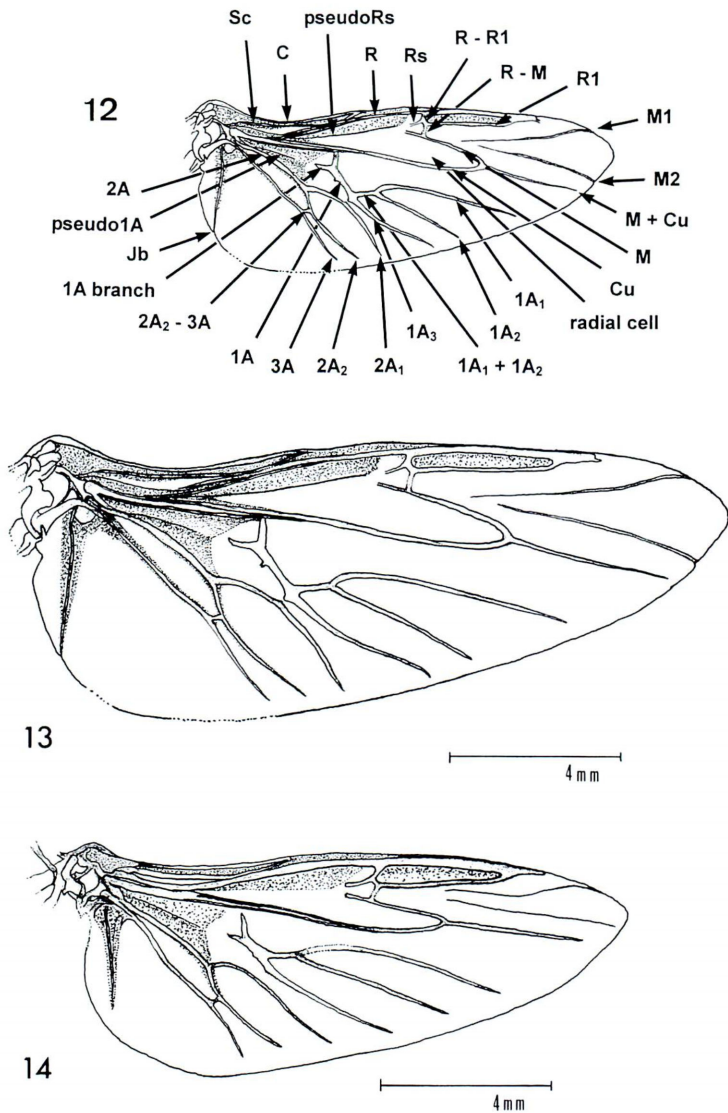 Sc pseudoRs R - R1
C R Rs R - M R1
12
M1
2A M2
pseudo1A M + Cu
Jb M
1A branch 1A₁ Cu
2A₂ - 3A 1A₃ 1A₂ radial cell
1A 3A 2A₂ 2A₁ 1A₁ + 1A₂
13
4mm
14
4mm